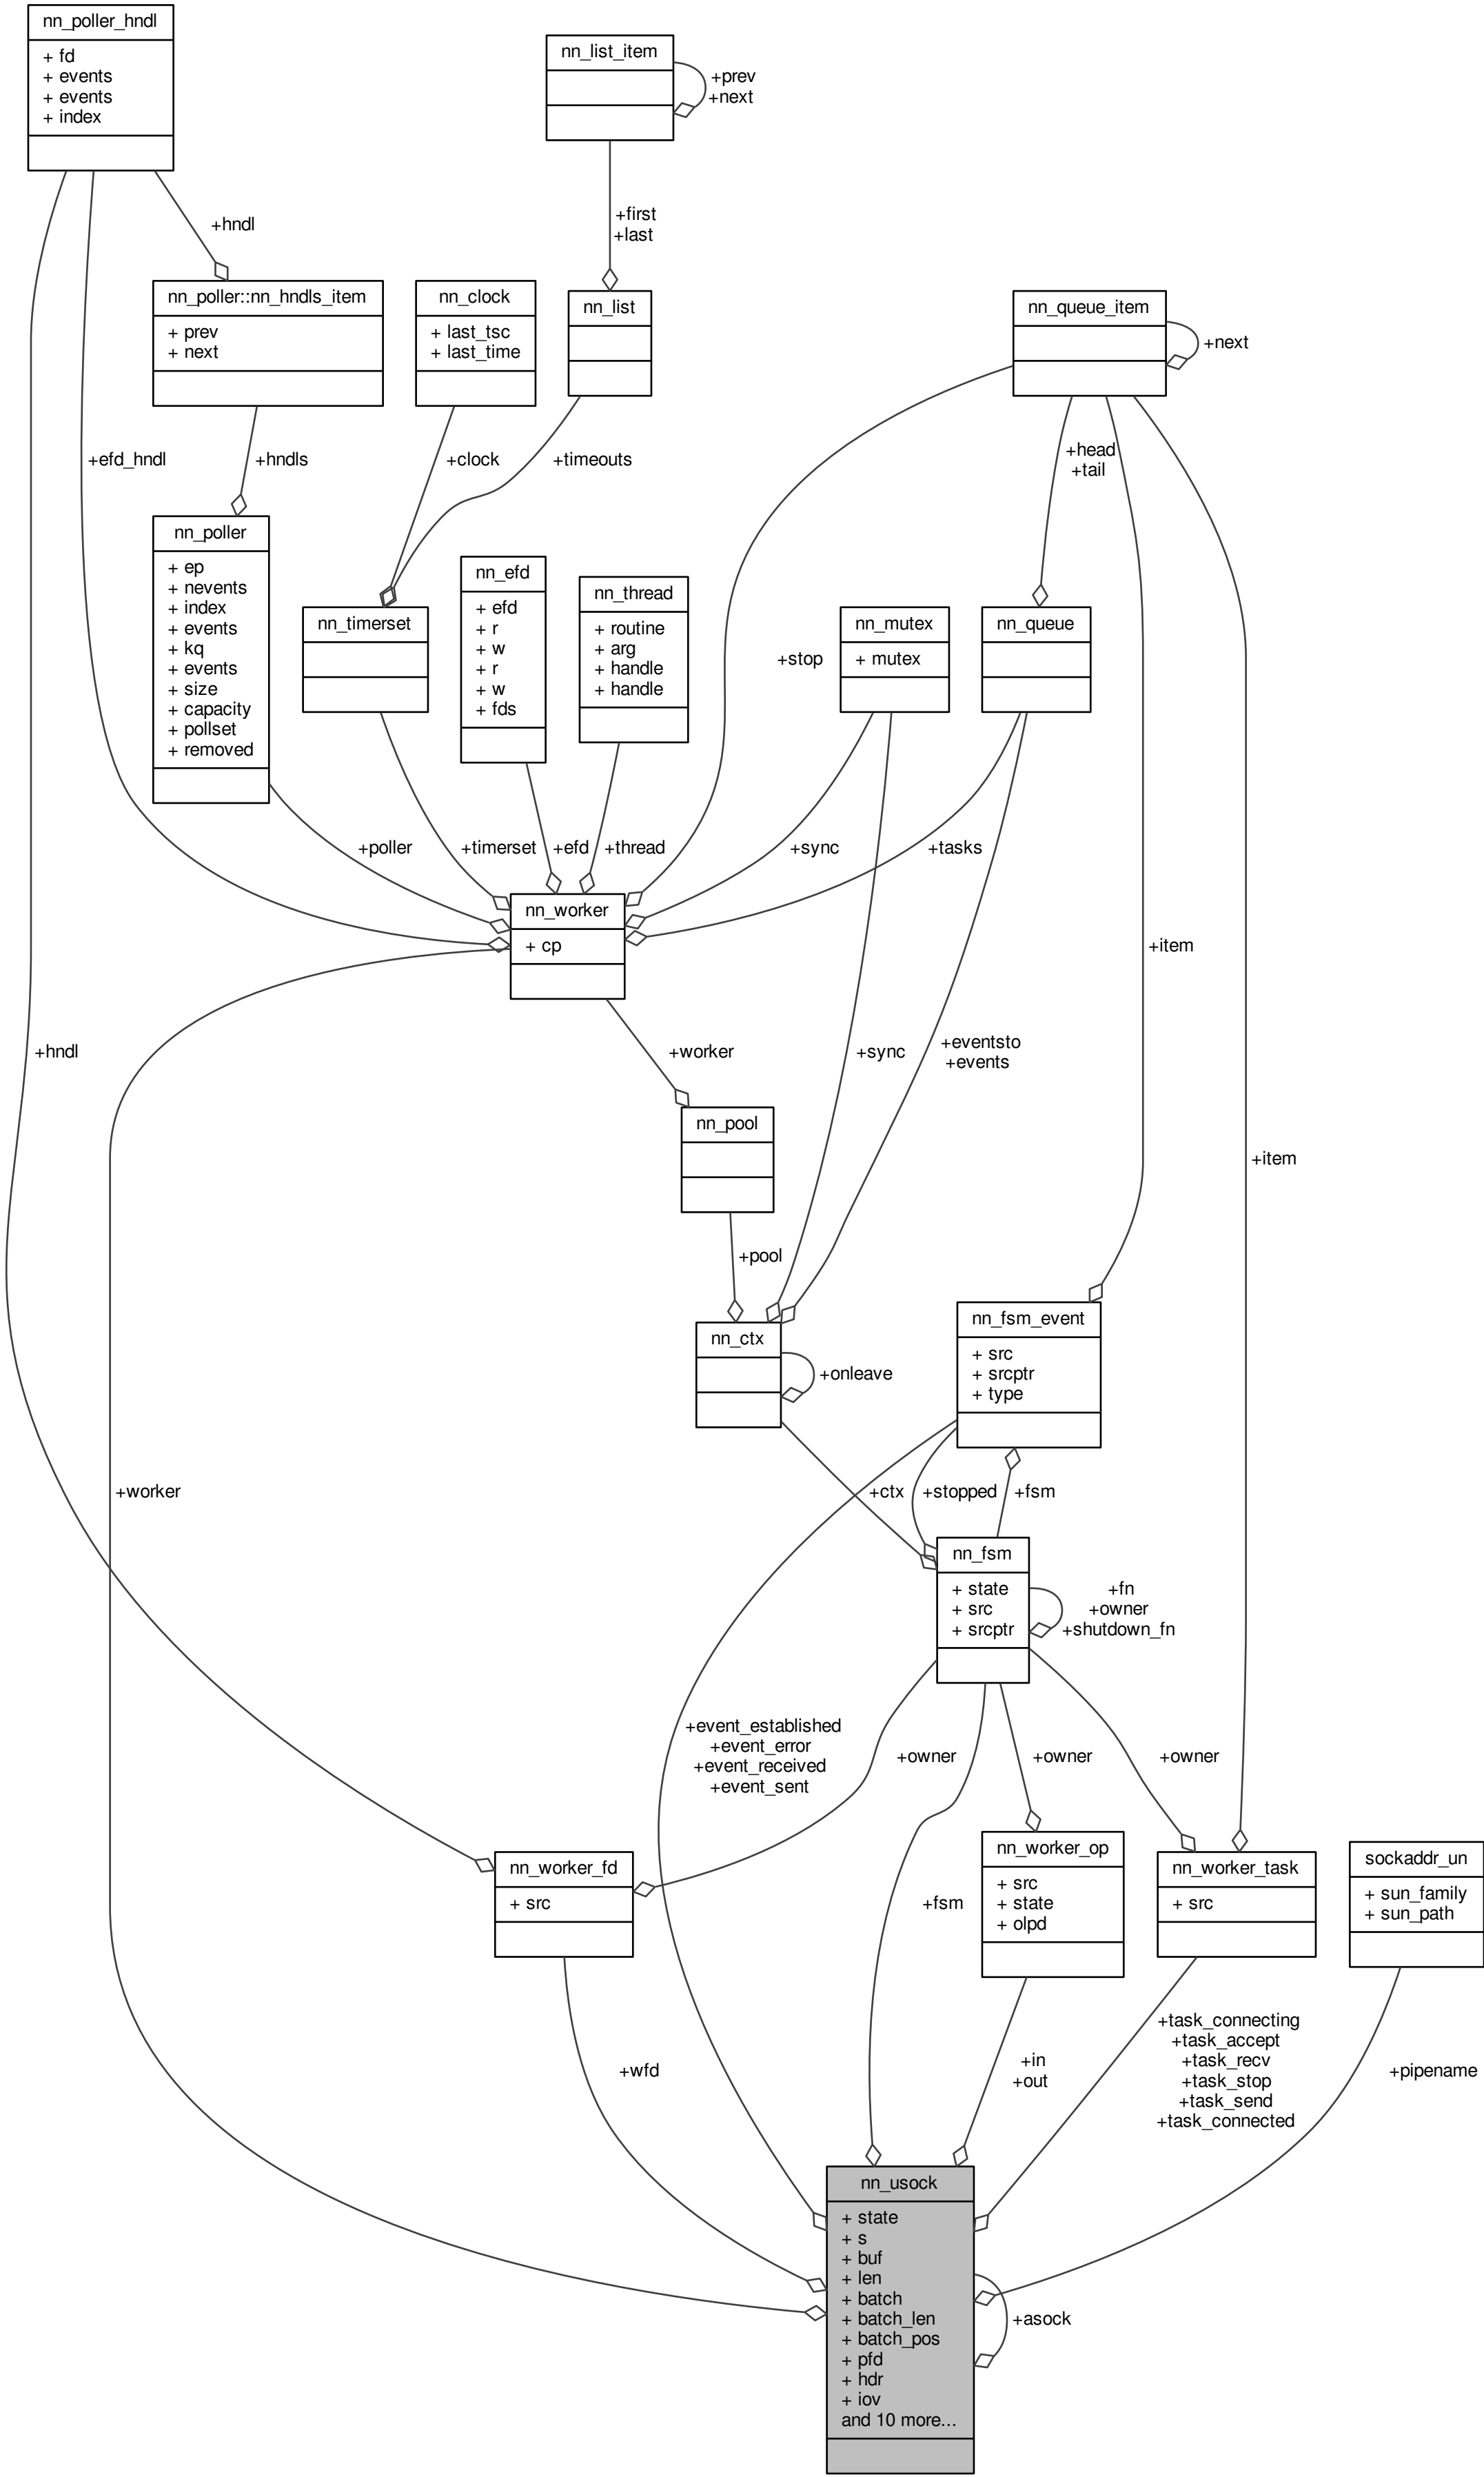 nn_poller_hndl
+ fd
+ events
+ events
+ index
nn_list_item
+prev
+next
+hndl
+first
+last
nn_poller::nn_hndls_item
+ prev
+ next
nn_clock
+ last_tsc
+ last_time
nn_list
nn_queue_item
+next
+efd_hndl
+hndls
+clock
+timeouts
+head
+tail
nn_poller
+ ep
+ nevents
+ index
+ events
+ kq
+ events
+ size
+ capacity
+ pollset
+ removed
nn_timerset
nn_efd
+ efd
+ r
+ w
+ r
+ w
+ fds
nn_thread
+ routine
+ arg
+ handle
+ handle
+stop
nn_mutex
+ mutex
nn_queue
+poller
+timerset
+efd
+thread
+sync
+tasks
nn_worker
+ cp
+item
+hndl
+worker
+sync
+eventsto
+events
nn_pool
+item
+pool
nn_ctx
+onleave
nn_fsm_event
+ src
+ srcptr
+ type
+worker
+ctx
+stopped
+fsm
nn_fsm
+ state
+ src
+ srcptr
+fn
+owner
+shutdown_fn
+event_established
+event_error
+event_received
+event_sent
+owner
+owner
+owner
nn_worker_fd
+ src
+fsm
nn_worker_op
+ src
+ state
+ olpd
nn_worker_task
+ src
sockaddr_un
+ sun_family
+ sun_path
+wfd
+in
+out
+task_connecting
+task_accept
+task_recv
+task_stop
+task_send
+task_connected
+pipename
nn_usock
+ state
+ s
+ buf
+ len
+ batch
+ batch_len
+ batch_pos
+ pfd
+ hdr
+ iov
and 10 more...
+asock